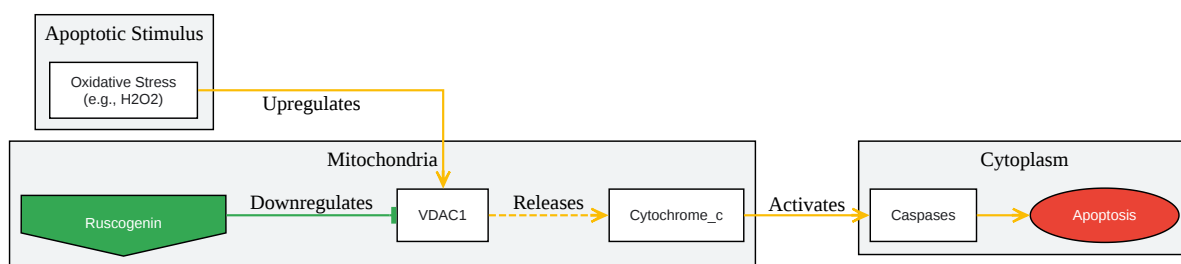 Apoptotic Stimulus
Oxidative Stress
(e.g., H2O2)
Upregulates
Mitochondria
Cytoplasm
Ruscogenin
Downregulates
VDAC1
Releases
Cytochrome_c
Activates
Caspases
Apoptosis